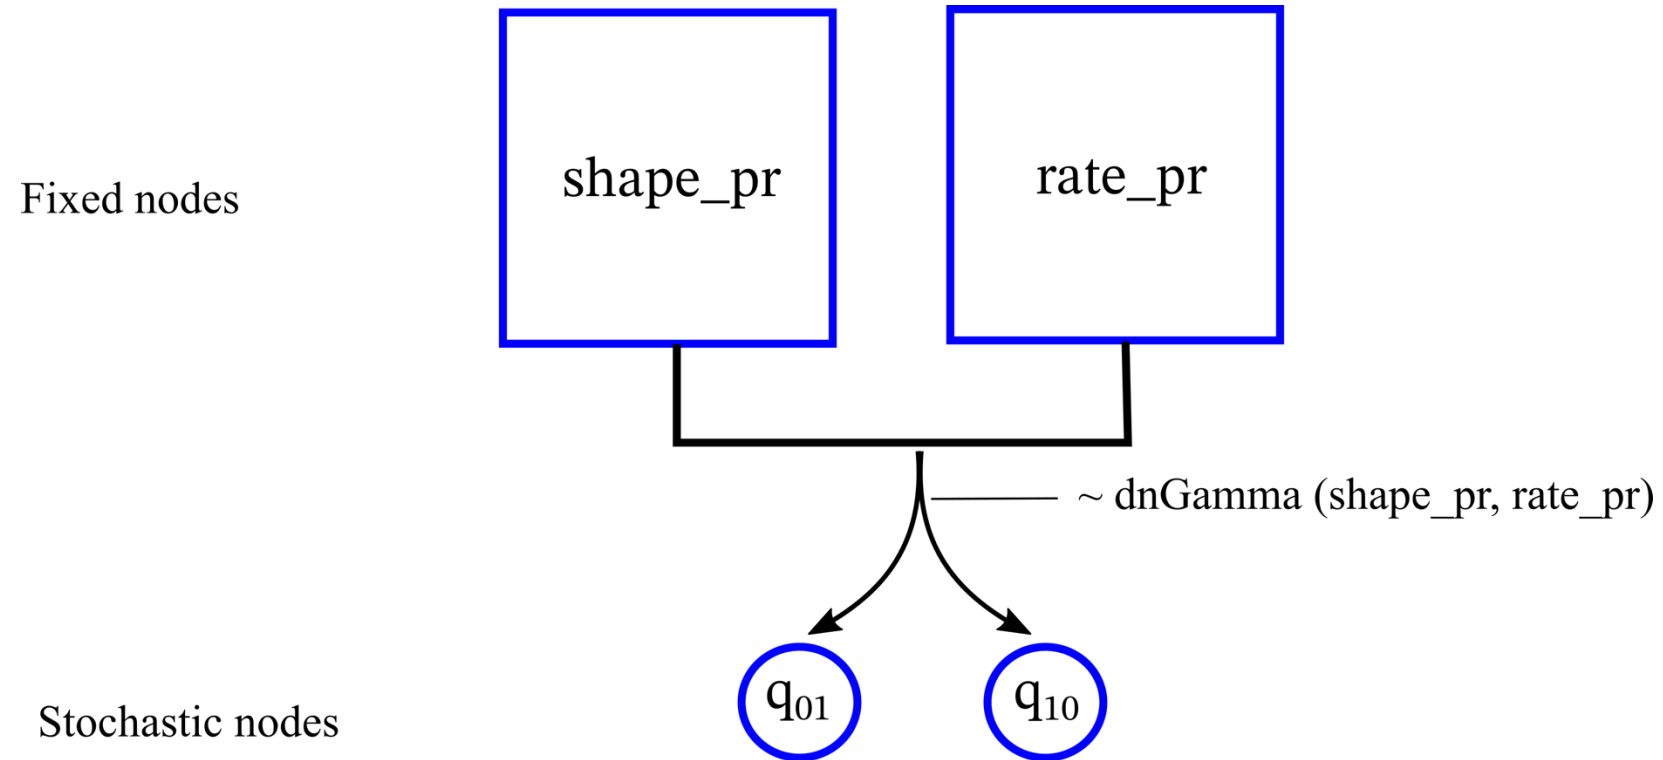 shape_pr
rate_pr
Fixed nodes
~ dnGamma (shape_pr, rate_pr)
q₀₁
q₁₀
Stochastic nodes